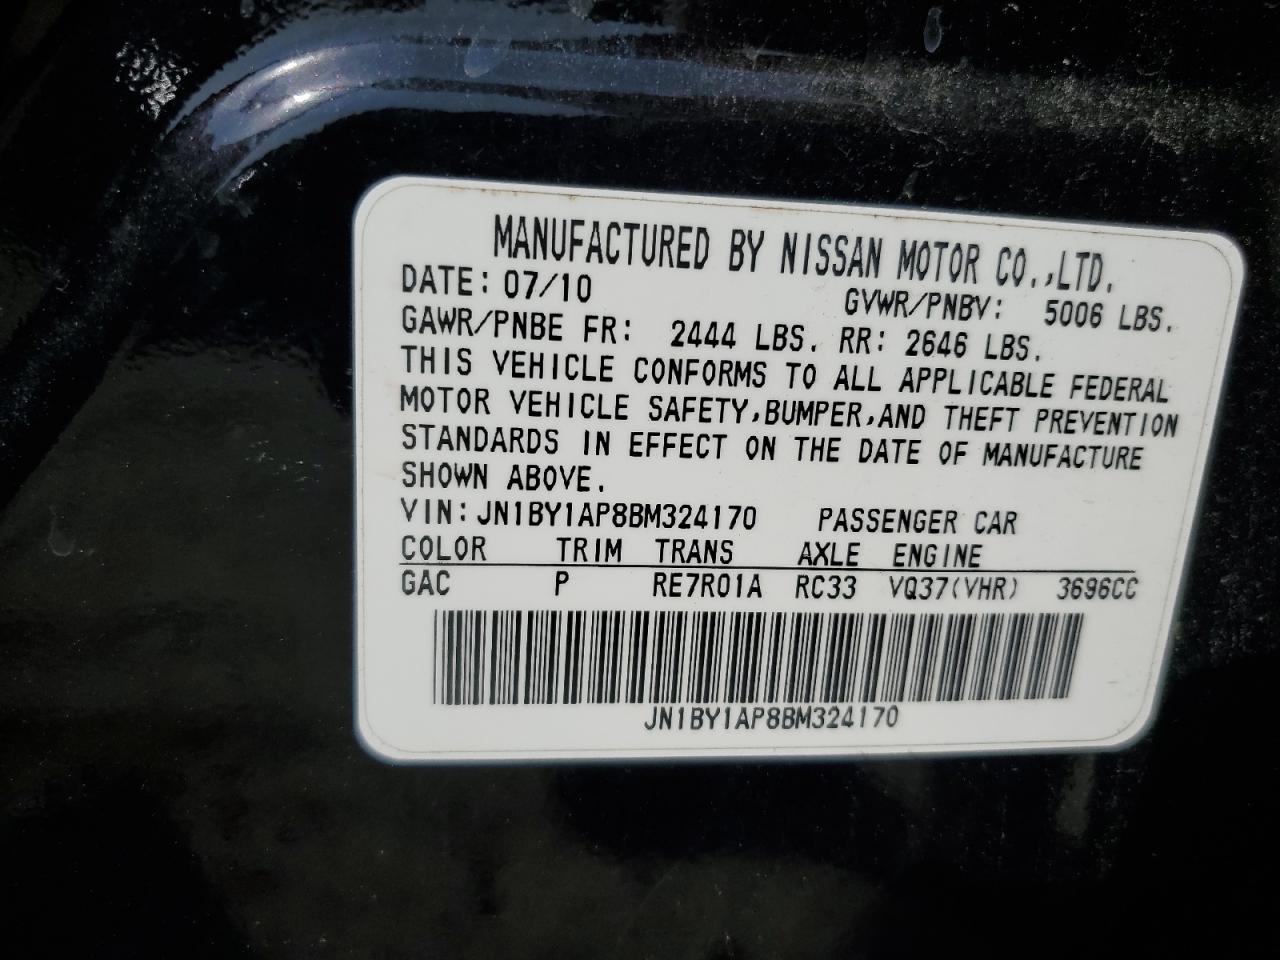 MANUFACTURED BY NISSAN MOTOR CO.,LTD.
DATE: 07/10 GVWR/PNBV: 5006 LBS.
GAWR/PNBE FR: 2444 LBS. RR: 2646 LBS.
THIS VEHICLE CONFORMS TO ALL APPLICABLE FEDERAL
MOTOR VEHICLE SAFETY,BUMPER,AND THEFT PREVENTION
STANDARDS IN EFFECT ON THE DATE OF MANUFACTURE
SHOWN ABOVE.
VIN: JN1BY1AP8BM324170 PASSENGER CAR
COLOR TRIM TRANS AXLE ENGINE
GAC P RE7R01A RC33 VQ37(VHR) 3696CC
JN1BY1AP8BM324170